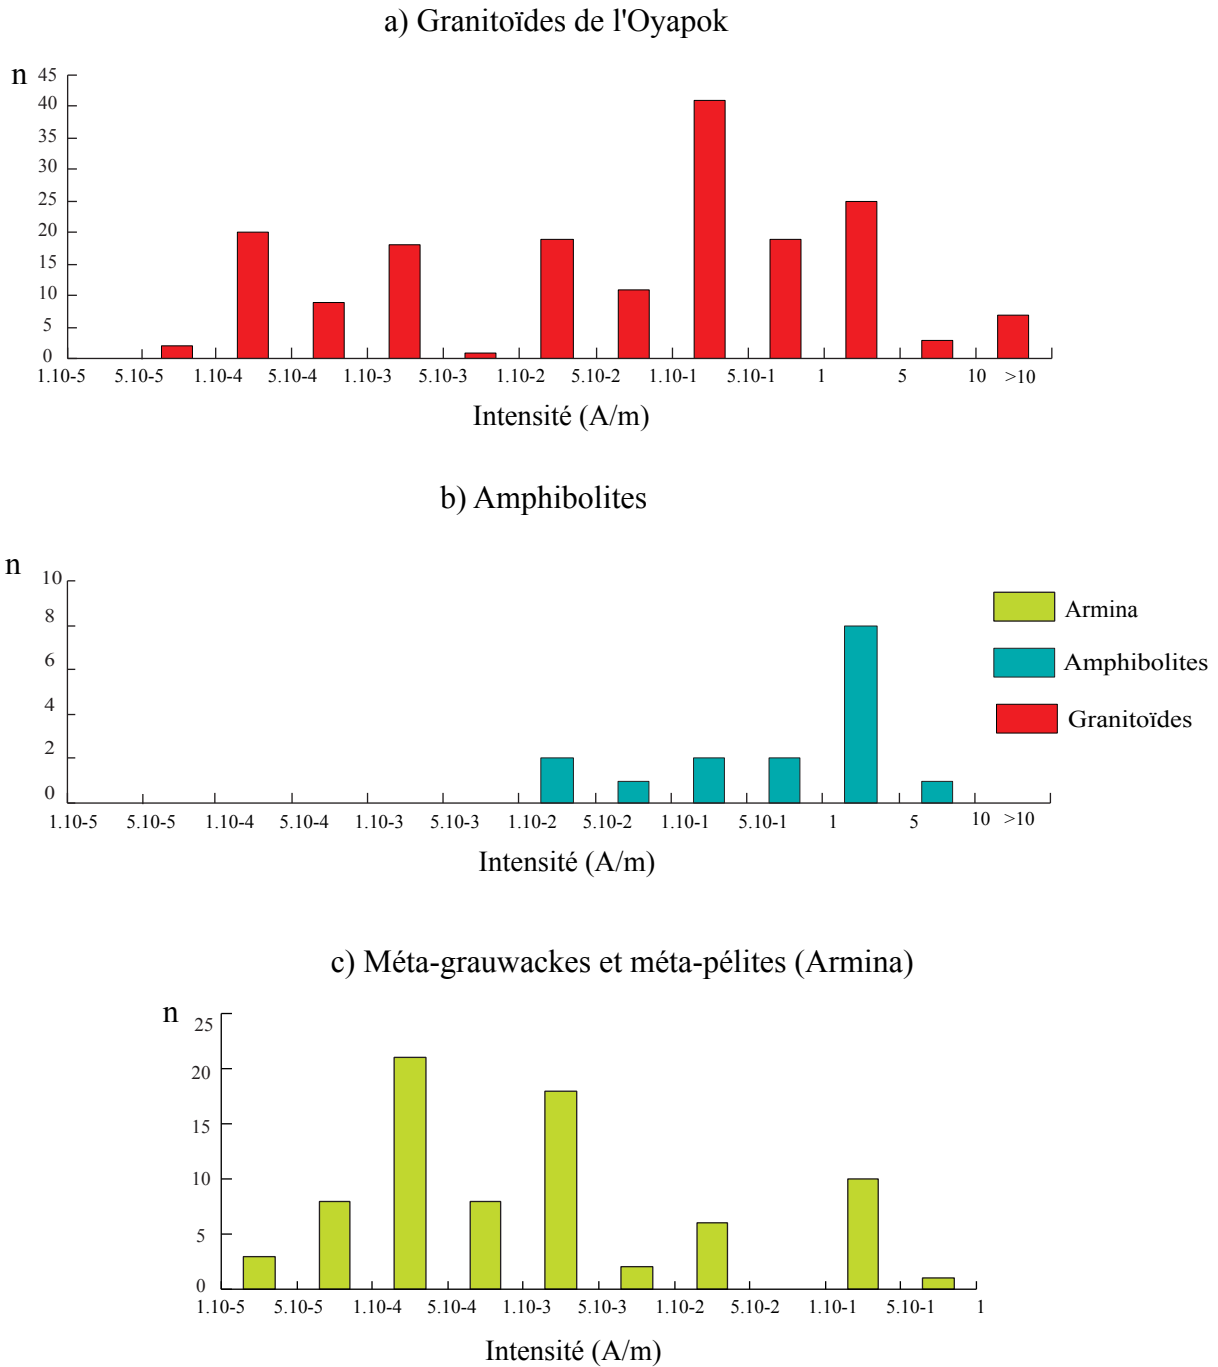 a) Granitoïdes de l'Oyapok
n
45
40
35
30
25
20
15
10
5
0
1.10-5 5.10-5 1.10-4 5.10-4 1.10-3 5.10-3 1.10-2 5.10-2 1.10-1 5.10-1 1 5 10 >10
Intensité (A/m)
b) Amphibolites
n
10
8
6
4
2
0
1.10-5 5.10-5 1.10-4 5.10-4 1.10-3 5.10-3 1.10-2 5.10-2 1.10-1 5.10-1 1 5 10 >10
Intensité (A/m)
Armina
Amphibolites
Granitoïdes
c) Méta-grauwackes et méta-pélites (Armina)
n
25
20
15
10
5
0
1.10-5 5.10-5 1.10-4 5.10-4 1.10-3 5.10-3 1.10-2 5.10-2 1.10-1 5.10-1 1
Intensité (A/m)